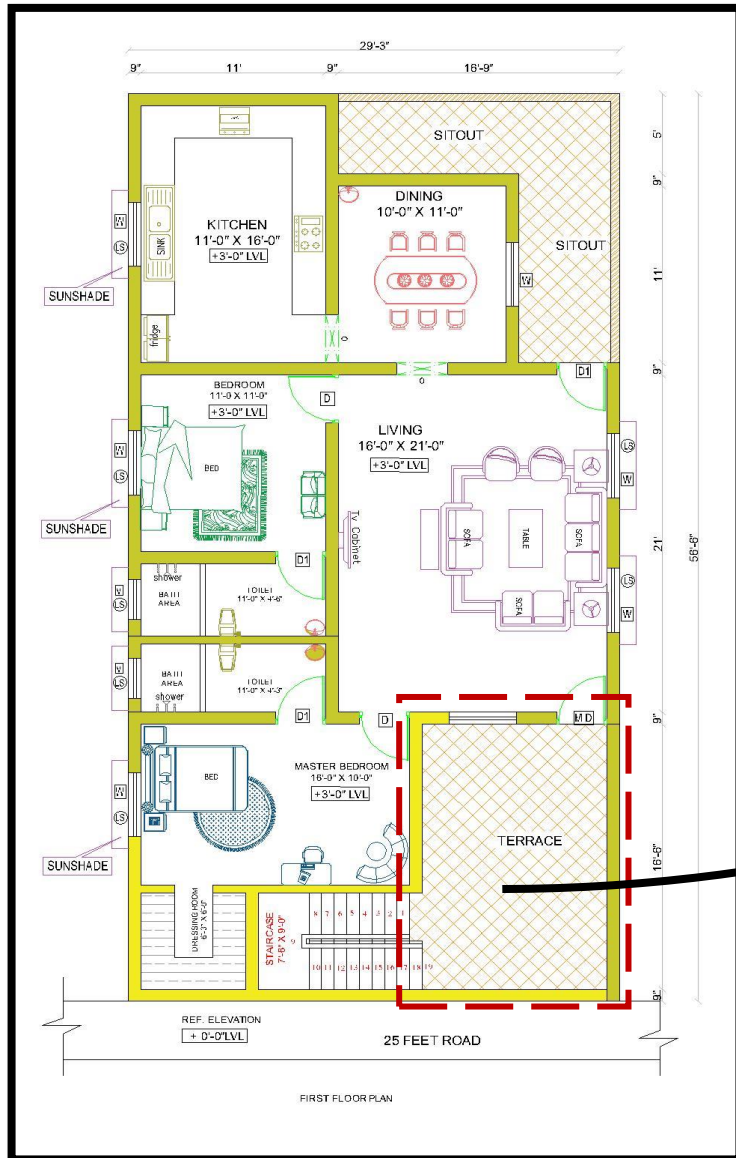 29'-3"
9" 11' 9" 16'-9"
SITOUT
5'
9"
DINING
10'-0" X 11'-0"
KITCHEN
11'-0" X 16'-0"
+3'-0" LVL
SINK
W
LS
SUNSHADE
SITOUT
W
11'
fridge
O
O
9"
D1
BEDROOM
11'-0 X 11'-0"
+3'-0" LVL
D
LIVING
16'-0" X 21'-0"
+3'-0" LVL
W
LS
BED
SUNSHADE
LS
W
SOFA
TABLE
SOFA
SOFA
Tv Cabinet
21'
56'-6"
D1
shower
BATH
AREA
TOILET
11'-0" X 4'-6"
V
LS
LS
W
BATH
AREA
shower
TOILET
11'-0" X 4'-3"
V
LS
D1
D
MD
9"
MASTER BEDROOM
16'-0" X 10'-0"
+3'-0" LVL
BED
W
LS
SUNSHADE
TERRACE
16'-6"
DRESSING ROOM
6'-3" X 6'-0"
STAIRCASE
7'-6" X 9'-0"
8 7 6 5 4 3 2 1
9
10 11 12 13 14 15 16 17 18 19
9"
REF. ELEVATION
+ 0'-0"LVL
25 FEET ROAD
FIRST FLOOR PLAN